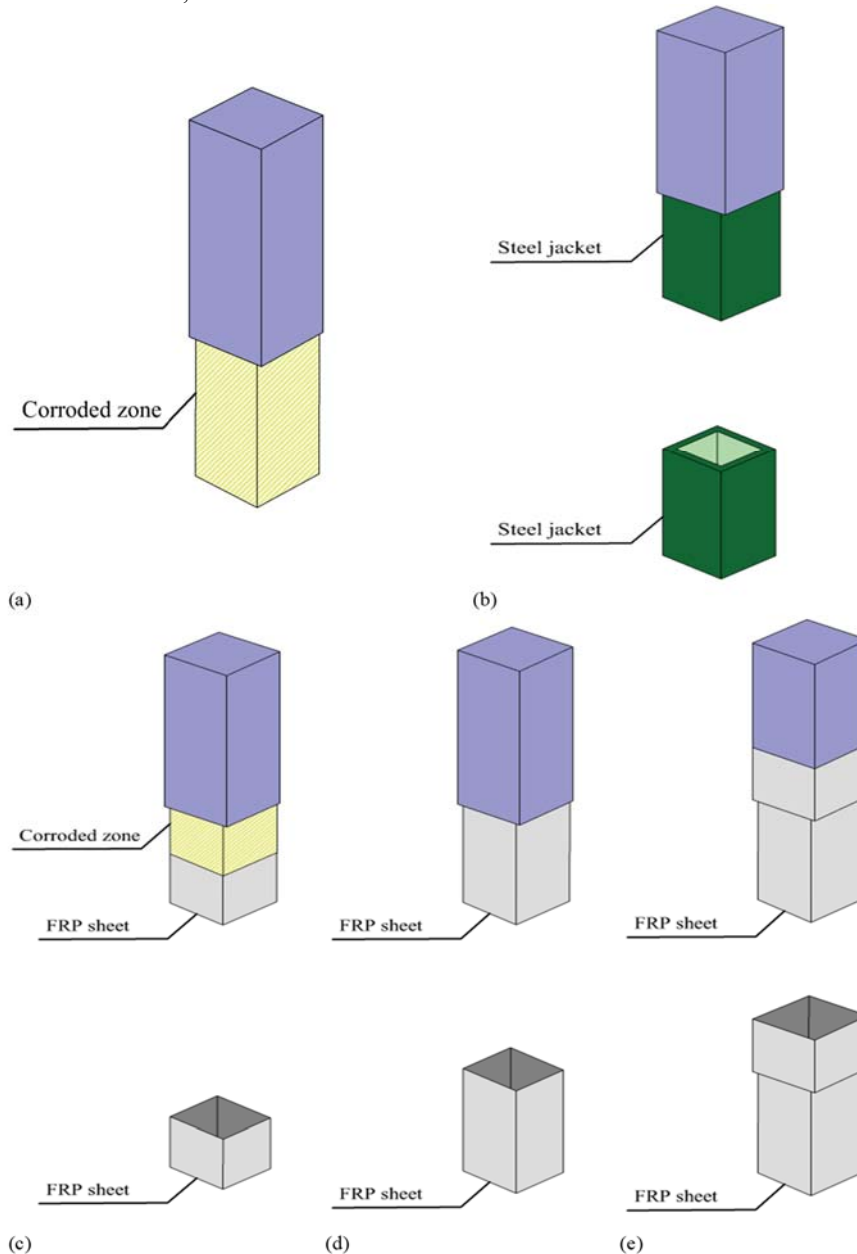 Corroded zone
Steel jacket
Steel jacket
(a)
(b)
Corroded zone
FRP sheet
FRP sheet
FRP sheet
FRP sheet
FRP sheet
FRP sheet
(c)
(d)
(e)